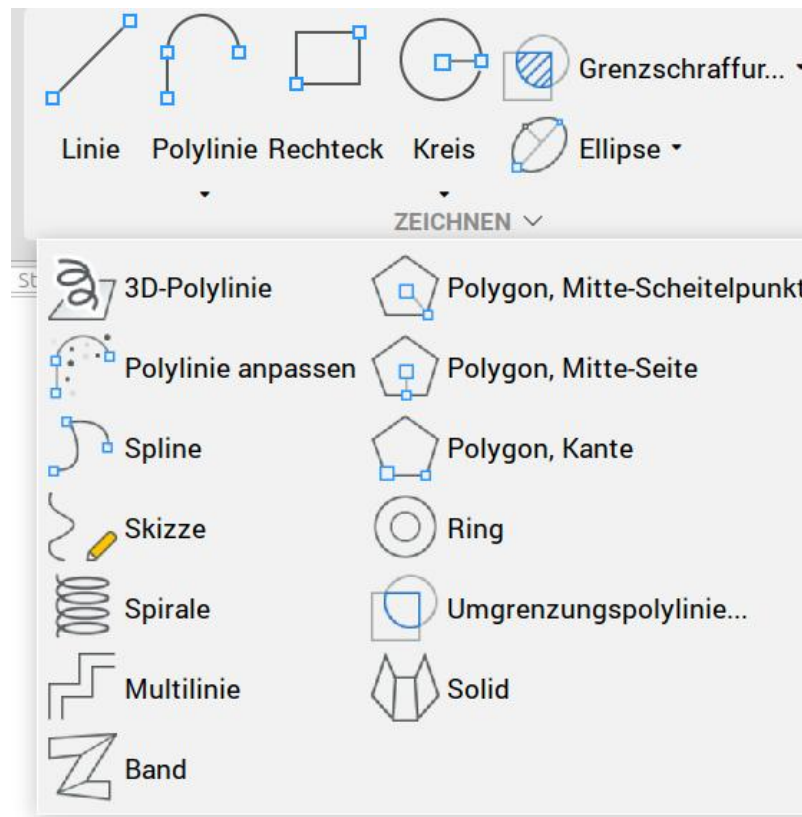 Grenzschraffur...
Linie Polylinie Rechteck Kreis Ellipse
ZEICHNEN
St
3D-Polylinie Polygon, Mitte-Scheitelpunkt
Polylinie anpassen Polygon, Mitte-Seite
Spline Polygon, Kante
Skizze Ring
Spirale Umgrenzungspolylinie...
Multilinie Solid
Band